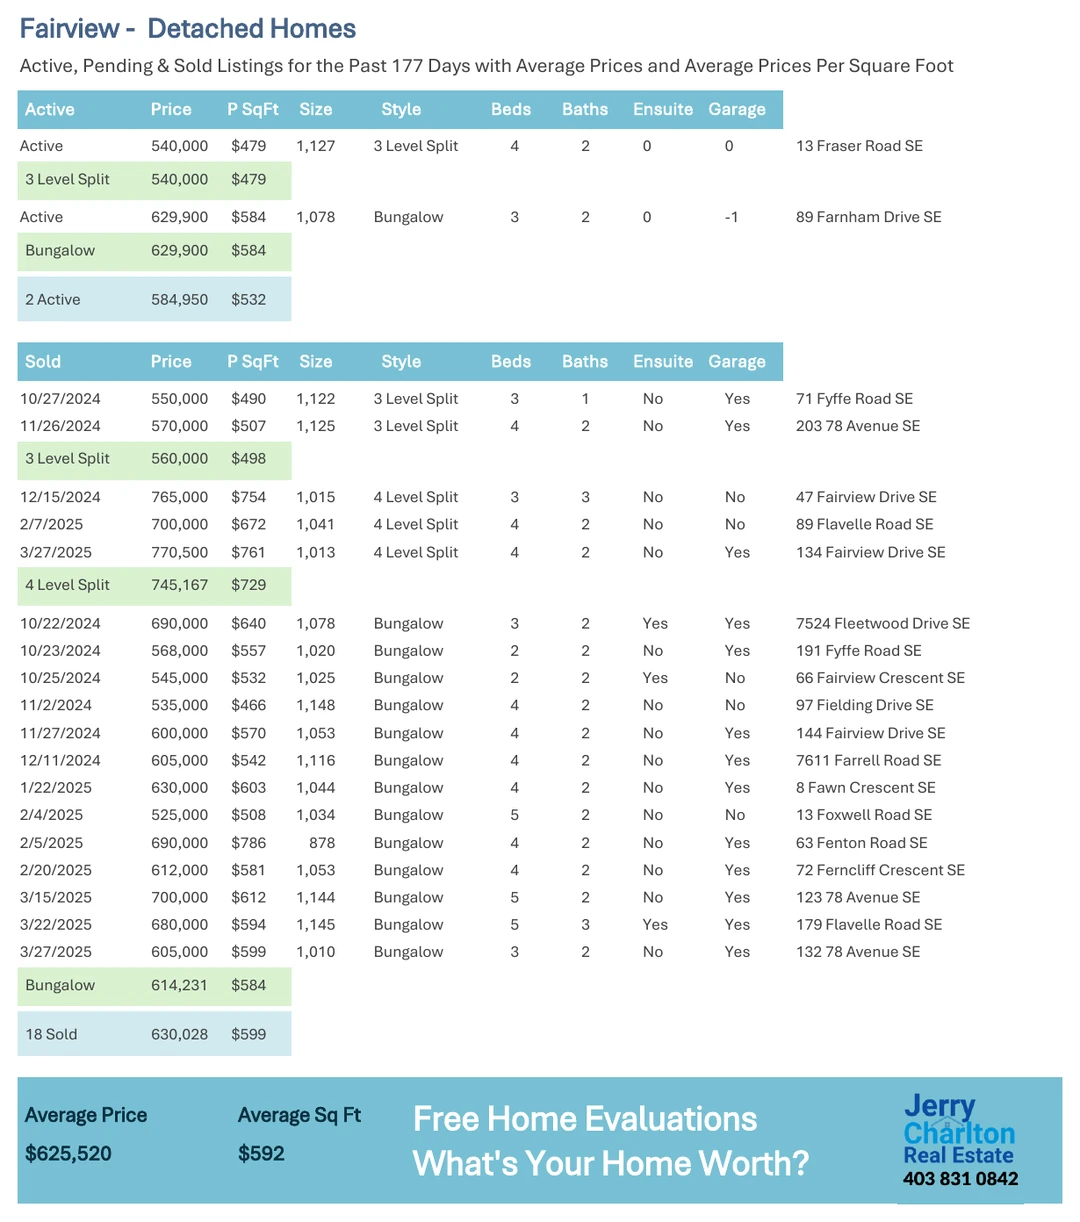 Fairview - Detached Homes
Active, Pending & Sold Listings for the Past 177 Days with Average Prices and Average Prices Per Square Foot
Active Price P SqFt Size Style Beds Baths Ensuite Garage
Active 540,000 $479 1,127 3 Level Split 4 2 0 0 13 Fraser Road SE
3 Level Split 540,000 $479
Active 629,900 $584 1,078 Bungalow 3 2 0 -1 89 Farnham Drive SE
Bungalow 629,900 $584
2 Active 584,950 $532
Sold Price P SqFt Size Style Beds Baths Ensuite Garage
10/27/2024 550,000 $490 1,122 3 Level Split 3 1 No Yes 71 Fyffe Road SE
11/26/2024 570,000 $507 1,125 3 Level Split 4 2 No Yes 203 78 Avenue SE
3 Level Split 560,000 $498
12/15/2024 765,000 $754 1,015 4 Level Split 3 3 No No 47 Fairview Drive SE
2/7/2025 700,000 $672 1,041 4 Level Split 4 2 No No 89 Flavelle Road SE
3/27/2025 770,500 $761 1,013 4 Level Split 4 2 No Yes 134 Fairview Drive SE
4 Level Split 745,167 $729
10/22/2024 690,000 $640 1,078 Bungalow 3 2 Yes Yes 7524 Fleetwood Drive SE
10/23/2024 568,000 $557 1,020 Bungalow 2 2 No Yes 191 Fyffe Road SE
10/25/2024 545,000 $532 1,025 Bungalow 2 2 Yes No 66 Fairview Crescent SE
11/2/2024 535,000 $466 1,148 Bungalow 4 2 No No 97 Fielding Drive SE
11/27/2024 600,000 $570 1,053 Bungalow 4 2 No Yes 144 Fairview Drive SE
12/11/2024 605,000 $542 1,116 Bungalow 4 2 No Yes 7611 Farrell Road SE
1/22/2025 630,000 $603 1,044 Bungalow 4 2 No Yes 8 Fawn Crescent SE
2/4/2025 525,000 $508 1,034 Bungalow 5 2 No No 13 Foxwell Road SE
2/5/2025 690,000 $786 878 Bungalow 4 2 No Yes 63 Fenton Road SE
2/20/2025 612,000 $581 1,053 Bungalow 4 2 No Yes 72 Ferncliff Crescent SE
3/15/2025 700,000 $612 1,144 Bungalow 5 2 No Yes 123 78 Avenue SE
3/22/2025 680,000 $594 1,145 Bungalow 5 3 Yes Yes 179 Flavelle Road SE
3/27/2025 605,000 $599 1,010 Bungalow 3 2 No Yes 132 78 Avenue SE
Bungalow 614,231 $584
18 Sold 630,028 $599
Average Price Average Sq Ft
$625,520 $592
Free Home Evaluations
What's Your Home Worth?
Jerry
Charlton
Real Estate
403 831 0842